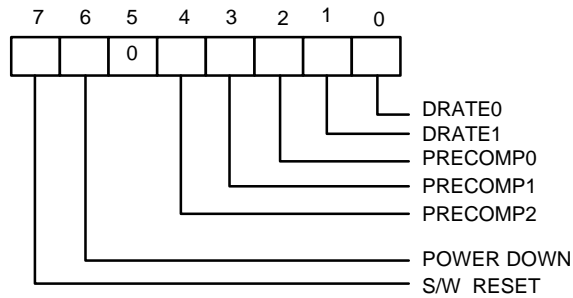 7 6 5 4 3 2 1 0
0
DRATE0
DRATE1
PRECOMP0
PRECOMP1
PRECOMP2
POWER DOWN
S/W RESET